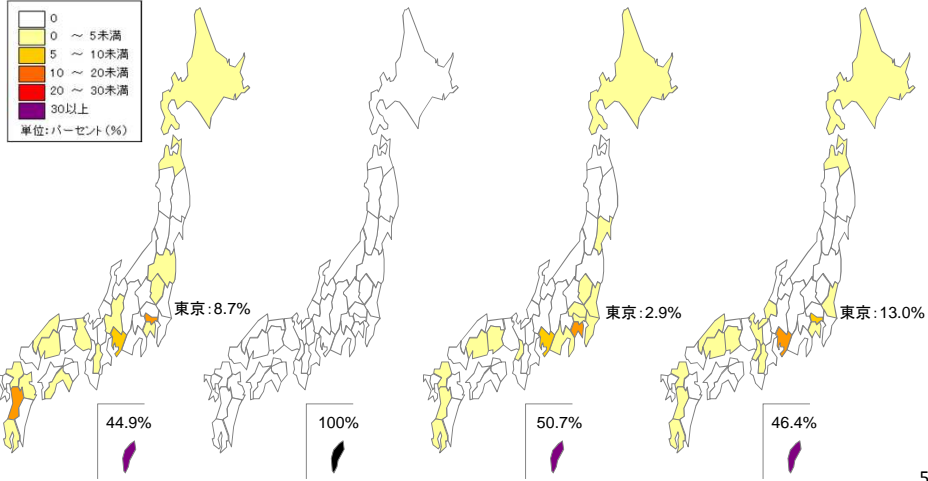 0
0 ～ 5未満
5 ～ 10未満
10 ～ 20未満
20 ～ 30未満
30以上
単位:パーセント(%)
東京:8.7%
東京:2.9%
東京:13.0%
44.9%
100%
50.7%
46.4%
5